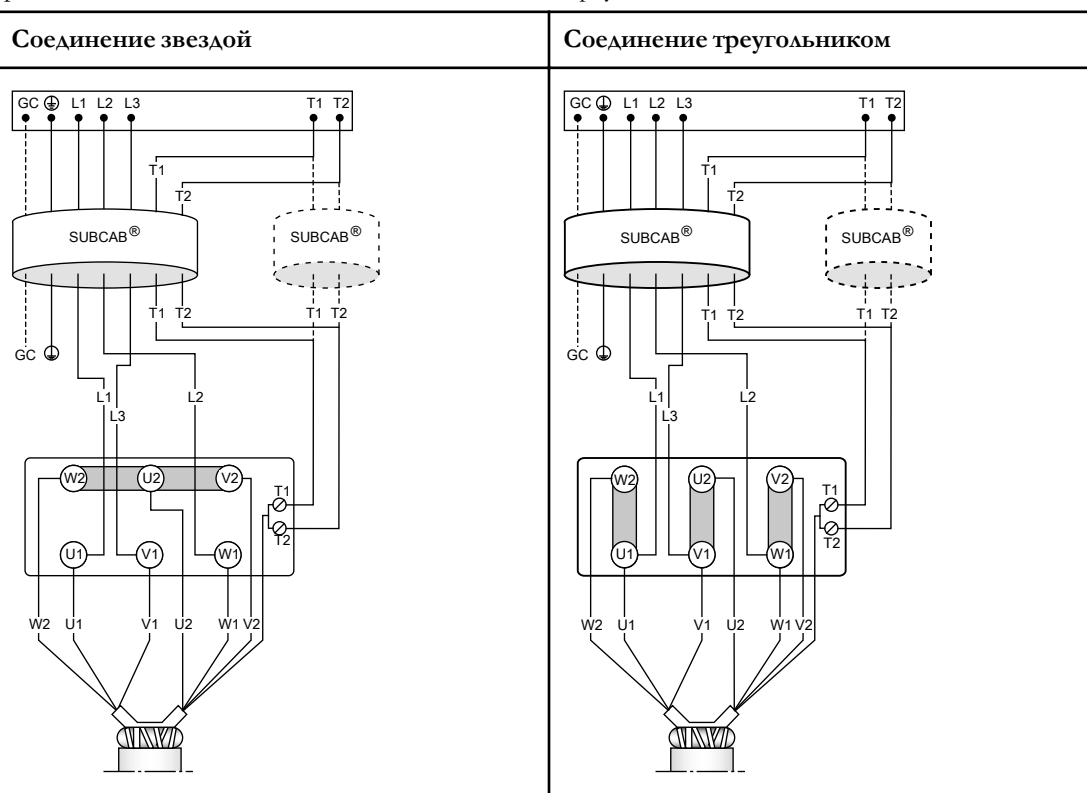 Соединение звездой
Соединение треугольником
GC L1 L2 L3 T1 T2
T1
T2
SUBCAB® SUBCAB®
T1 T2 T1 T2
GC
L1 L2
L3
W2 U2 V2
T1
T2
U1 V1 W1
W2 U1 V1 U2 W1 V2
GC L1 L2 L3 T1 T2
T1
T2
SUBCAB® SUBCAB®
T1 T2 T1 T2
GC
L1 L2
L3
W2 U2 V2
T1
T2
U1 V1 W1
W2 U1 V1 U2 W1 V2